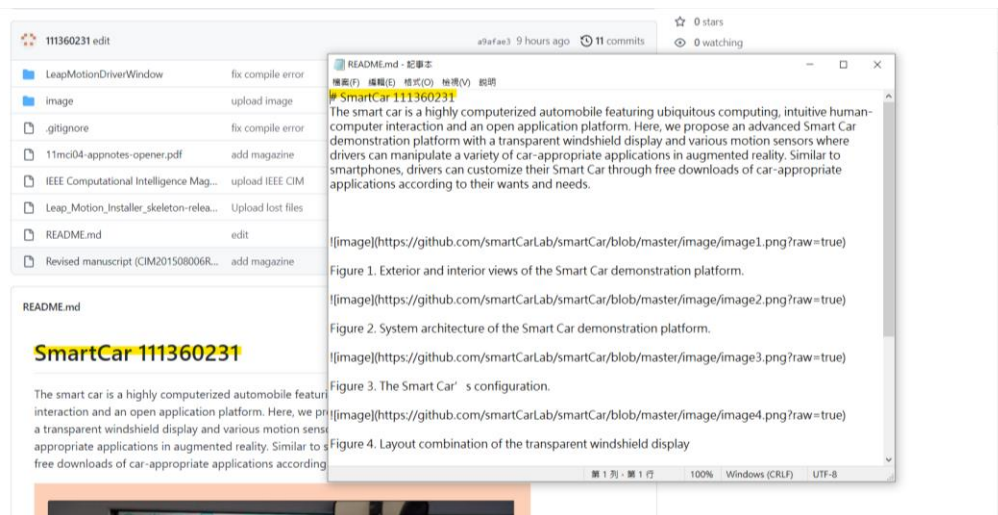 0 stars
0 watching
111360231 edit
a9afae3 9 hours ago 11 commits
LeapMotionDriverWindow fix compile error
image upload image
.gitignore fix compile error
11mci04-appnotes-opener.pdf add magazine
IEEE Computational Intelligence Mag... upload IEEE CIM
Leap_Motion_Installer_skeleton-relea... Upload lost files
README.md edit
Revised manuscript (CIM201508006R... add magazine
README.md
SmartCar 111360231
The smart car is a highly computerized automobile featuri
interaction and an open application platform. Here, we pr
a transparent windshield display and various motion sens
appropriate applications in augmented reality. Similar to s
free downloads of car-appropriate applications according
README.md - 記事本
檔案(F) 編輯(E) 格式(O) 檢視(V) 說明
# SmartCar 111360231
The smart car is a highly computerized automobile featuring ubiquitous computing, intuitive human-
computer interaction and an open application platform. Here, we propose an advanced Smart Car
demonstration platform with a transparent windshield display and various motion sensors where
drivers can manipulate a variety of car-appropriate applications in augmented reality. Similar to
smartphones, drivers can customize their Smart Car through free downloads of car-appropriate
applications according to their wants and needs.
![image](https://github.com/smartCarLab/smartCar/blob/master/image/image1.png?raw=true)
Figure 1. Exterior and interior views of the Smart Car demonstration platform.
![image](https://github.com/smartCarLab/smartCar/blob/master/image/image2.png?raw=true)
Figure 2. System architecture of the Smart Car demonstration platform.
![image](https://github.com/smartCarLab/smartCar/blob/master/image/image3.png?raw=true)
Figure 3. The Smart Car’s configuration.
![image](https://github.com/smartCarLab/smartCar/blob/master/image/image4.png?raw=true)
Figure 4. Layout combination of the transparent windshield display
第 1 列，第 1 行 100% Windows (CRLF) UTF-8